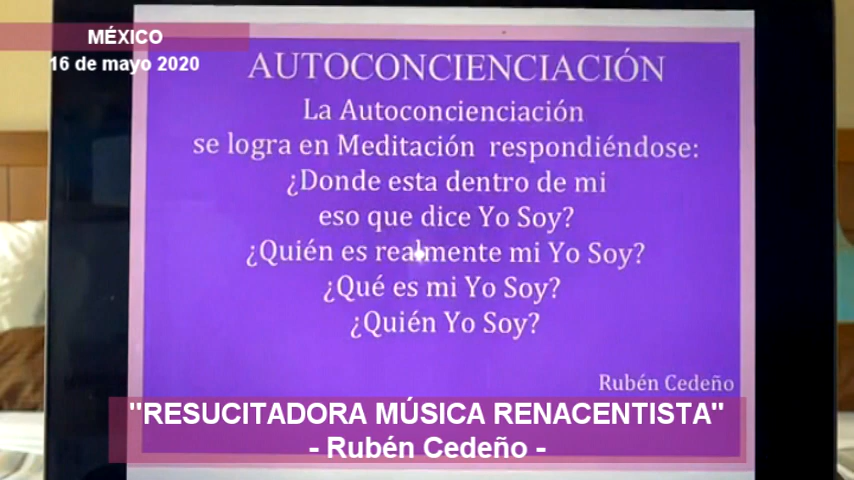 MÉXICO
16 de mayo 2020
AUTOCONCIENCIACIÓN
La Autoconcienciación
se logra en Meditación respondiéndose:
¿Donde esta dentro de mi
eso que dice Yo Soy?
¿Quién es realmente mi Yo Soy?
¿Qué es mi Yo Soy?
¿Quién Yo Soy?
Rubén Cedeño
"RESUCITADORA MÚSICA RENACENTISTA"
- Rubén Cedeño -